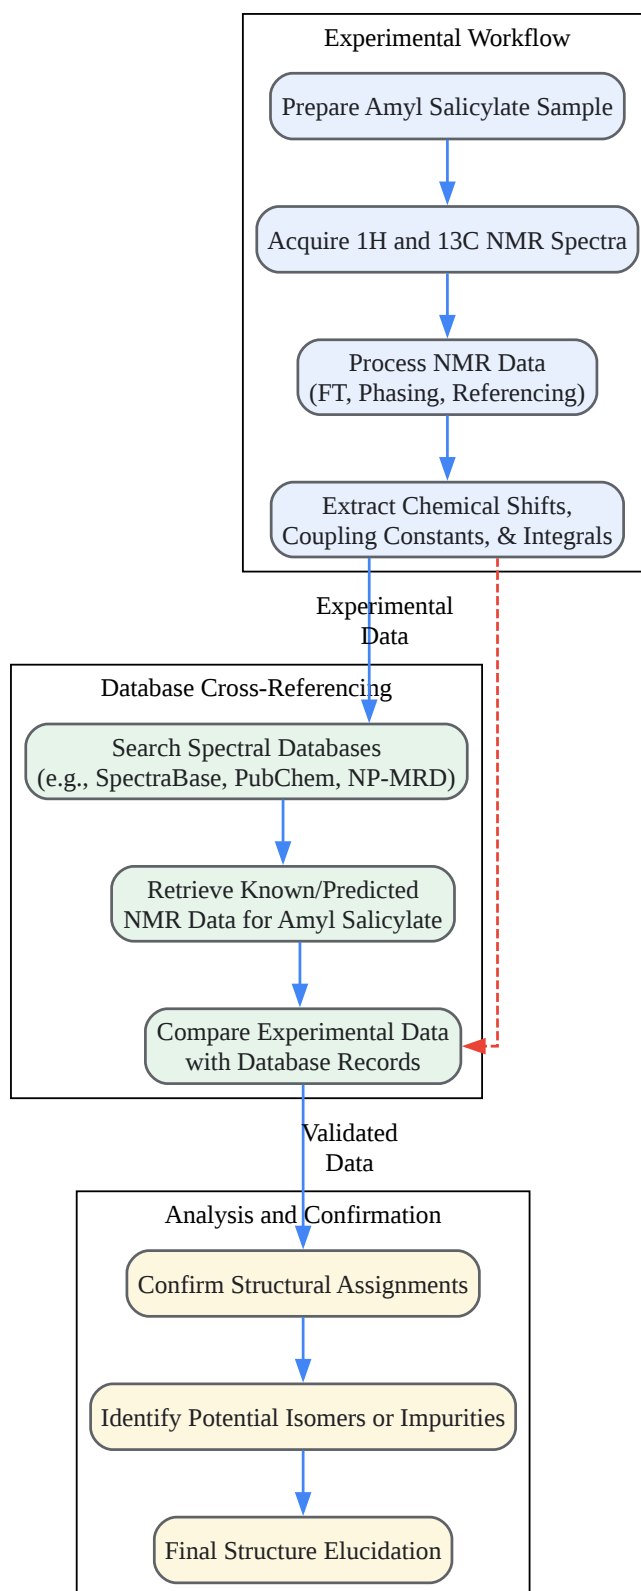 Experimental Workflow
Prepare Amyl Salicylate Sample
Acquire 1H and 13C NMR Spectra
Process NMR Data
(FT, Phasing, Referencing)
Extract Chemical Shifts,
Coupling Constants, & Integrals
Experimental
Data
Database Cross-Referencing
Search Spectral Databases
(e.g., SpectraBase, PubChem, NP-MRD)
Retrieve Known/Predicted
NMR Data for Amyl Salicylate
Compare Experimental Data
with Database Records
Validated
Data
Analysis and Confirmation
Confirm Structural Assignments
Identify Potential Isomers or Impurities
Final Structure Elucidation